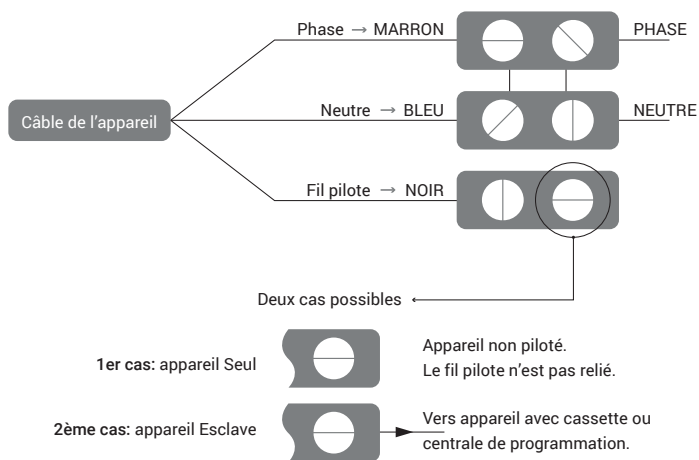 Phase → MARRON
PHASE
Câble de l'appareil
Neutre → BLEU
NEUTRE
Fil pilote → NOIR
Deux cas possibles
1er cas: appareil Seul
Appareil non piloté.
Le fil pilote n'est pas relié.
2ème cas: appareil Esclave
Vers appareil avec cassette ou
centrale de programmation.